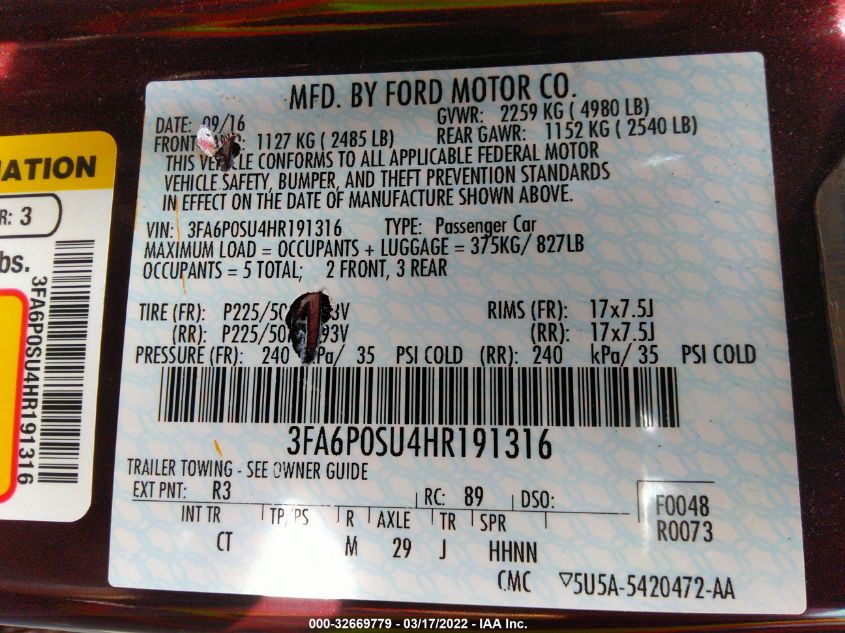 MFD. BY FORD MOTOR CO.
DATE: 09/16 GVWR: 2259 KG ( 4980 LB)
FRONT 1127 KG ( 2485 LB) REAR GAWR: 1152 KG ( 2540 LB)
THIS CONFORMS TO ALL APPLICABLE FEDERAL MOTOR
VEHICLE SAFETY, BUMPER, AND THEFT PREVENTION STANDARDS
IN EFFECT ON THE DATE OF MANUFACTURE SHOWN ABOVE.
VIN: 3FA6P0SU4HR191316 TYPE: Passenger Car
MAXIMUM LOAD = OCCUPANTS + LUGGAGE = 375KG/ 827LB
OCCUPANTS = 5 TOTAL; 2 FRONT, 3 REAR
TIRE (FR): P225/50 93V RIMS (FR): 17x7.5J
(RR): P225/50 93V (RR): 17x7.5J
PRESSURE (FR): 240 kPa/ 35 PSI COLD (RR): 240 kPa/ 35 PSI COLD
3FA6P0SU4HR191316
TRAILER TOWING - SEE OWNER GUIDE
EXT PNT: R3 RC: 89 DSO: F0048
R0073
INT TR TP/PS R AXLE TR SPR
CT M 29 J HHNN
CMC ▽5U5A-5420472-AA
MATION
R: 3
bs.
3FA6P0SU4HR191316
000-32669779 - 03/17/2022 - IAA Inc.